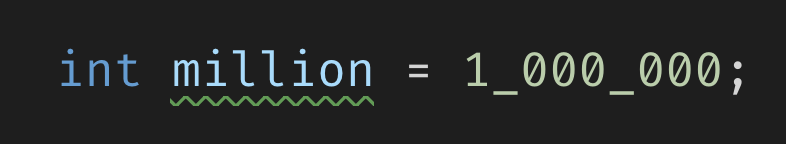 int million = 1_000_000;